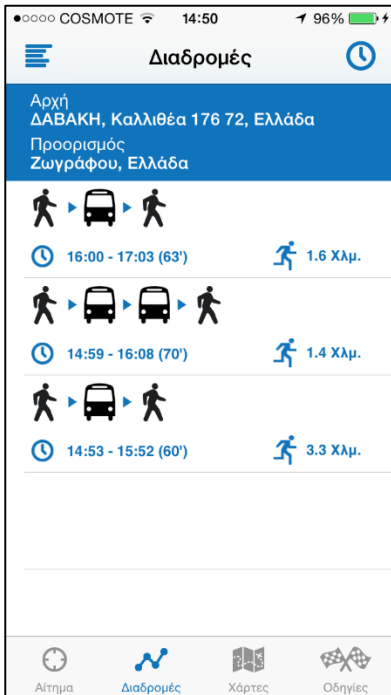 COSMOTE 14:50 96%
Διαδρομές
Αρχή
ΔΑΒΑΚΗ, Καλλιθέα 176 72, Ελλάδα
Προορισμός
Ζωγράφου, Ελλάδα
16:00 - 17:03 (63') 1.6 Χλμ.
14:59 - 16:08 (70') 1.4 Χλμ.
14:53 - 15:52 (60') 3.3 Χλμ.
Αίτημα Διαδρομές Χάρτες Οδηγίες